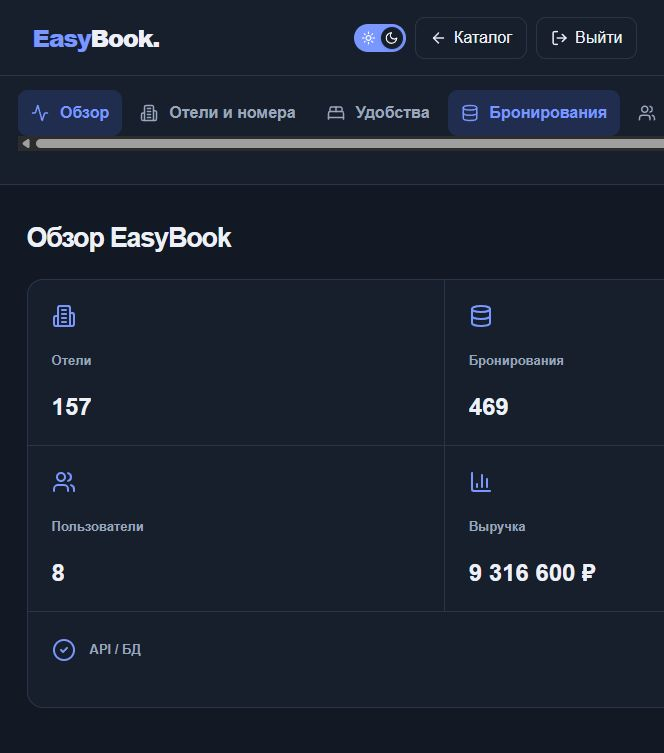 EasyBook.
Каталог
Выйти
Обзор
Отели и номера
Удобства
Бронирования
Обзор EasyBook
Отели
157
Бронирования
469
Пользователи
8
Выручка
9 316 600 ₽
API / БД